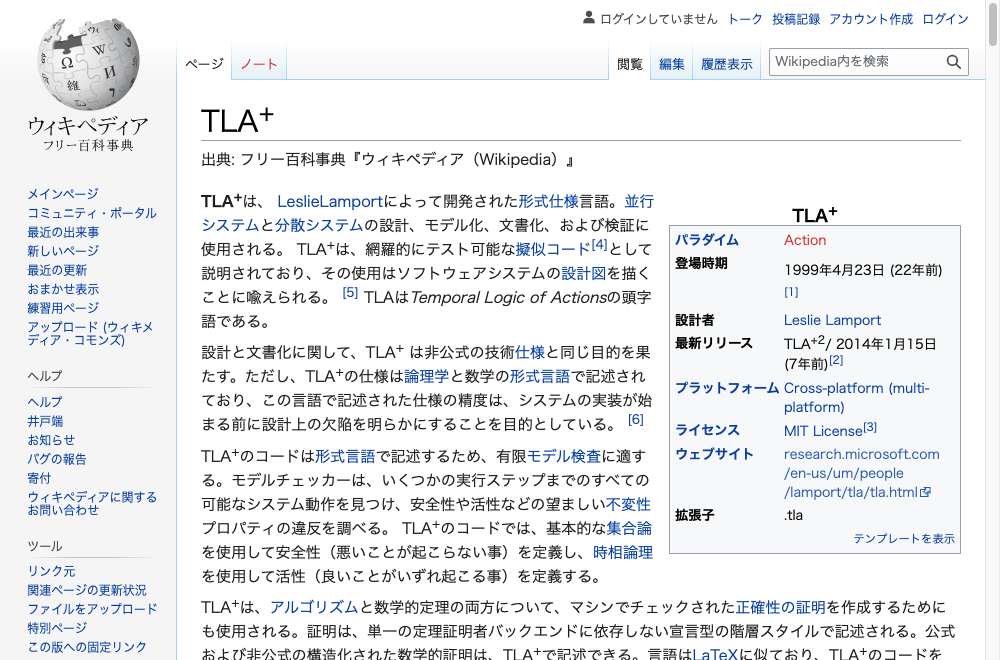 ログインしていません トーク 投稿記録 アカウント作成 ログイン
ページ ノート 閲覧 編集 履歴表示 Wikipedia内を検索
ウィキペディア
フリー百科事典
メインページ
コミュニティ・ポータル
最近の出来事
新しいページ
最近の更新
おまかせ表示
練習用ページ
アップロード (ウィキメ
ディア・コモンズ)
ヘルプ
ヘルプ
井戸端
お知らせ
バグの報告
寄付
ウィキペディアに関する
お問い合わせ
ツール
リンク元
関連ページの更新状況
ファイルをアップロード
特別ページ
この版への固定リンク
TLA+
出典: フリー百科事典『ウィキペディア（Wikipedia）』
TLA+は、 LeslieLamportによって開発された形式仕様言語。並行
システムと分散システムの設計、モデル化、文書化、および検証に
使用される。 TLA+は、網羅的にテスト可能な擬似コード[4]として
説明されており、その使用はソフトウェアシステムの設計図を描く
ことに喩えられる。 [5] TLAはTemporal Logic of Actionsの頭字
語である。
設計と文書化に関して、TLA+ は非公式の技術仕様と同じ目的を果
たす。ただし、TLA+の仕様は論理学と数学の形式言語で記述され
ており、この言語で記述された仕様の精度は、システムの実装が始
まる前に設計上の欠陥を明らかにすることを目的としている。 [6]
TLA+のコードは形式言語で記述するため、有限モデル検査に適す
る。モデルチェッカーは、いくつかの実行ステップまでのすべての
可能なシステム動作を見つけ、安全性や活性などの望ましい不変性
プロパティの違反を調べる。 TLA+のコードでは、基本的な集合論
を使用して安全性（悪いことが起こらない事）を定義し、時相論理
を使用して活性（良いことがいずれ起こる事）を定義する。
TLA+は、アルゴリズムと数学的定理の両方について、マシンでチェックされた正確性の証明を作成するためにも使用される。証明は、単一の定理証明者バックエンドに依存しない宣言型の階層スタイルで記述される。公式
および非公式の構造化された数学的証明は、TLA+で記述できる。言語はLaTeXに似ており、TLA+のコードを
TLA+
パラダイム Action
登場時期 1999年4月23日 (22年前)
[1]
設計者 Leslie Lamport
最新リリース TLA+2/ 2014年1月15日
(7年前)[2]
プラットフォーム Cross-platform (multi-
platform)
ライセンス MIT License[3]
ウェブサイト research.microsoft.com
/en-us/um/people
/lamport/tla/tla.html
拡張子 .tla
テンプレートを表示